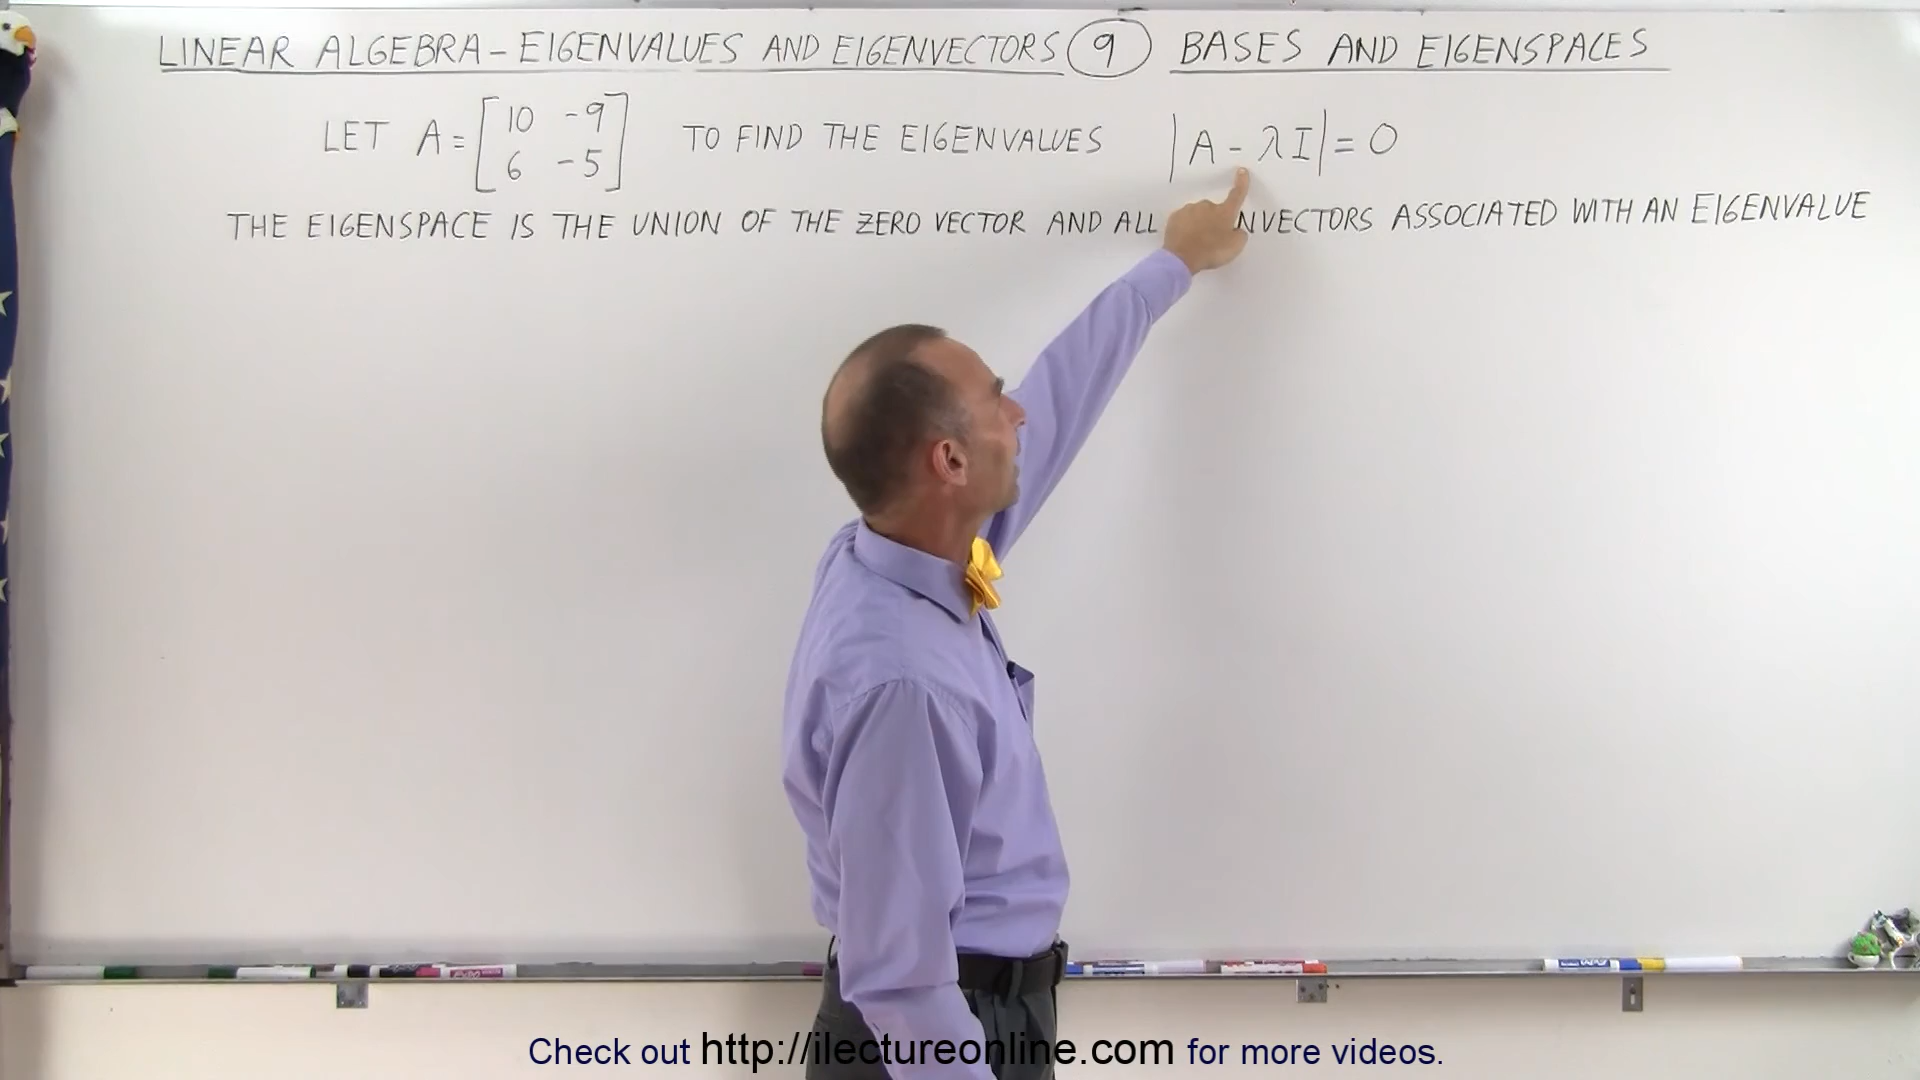 LINEAR ALGEBRA - EIGENVALUES AND EIGENVECTORS 9 BASES AND EIGENSPACES
LET A = [10 -9; 6 -5] TO FIND THE EIGENVALUES |A - λI| = 0
THE EIGENSPACE IS THE UNION OF THE ZERO VECTOR AND ALL NVECTORS ASSOCIATED WITH AN EIGENVALUE
EXPO
Check out http://ilectureonline.com for more videos.